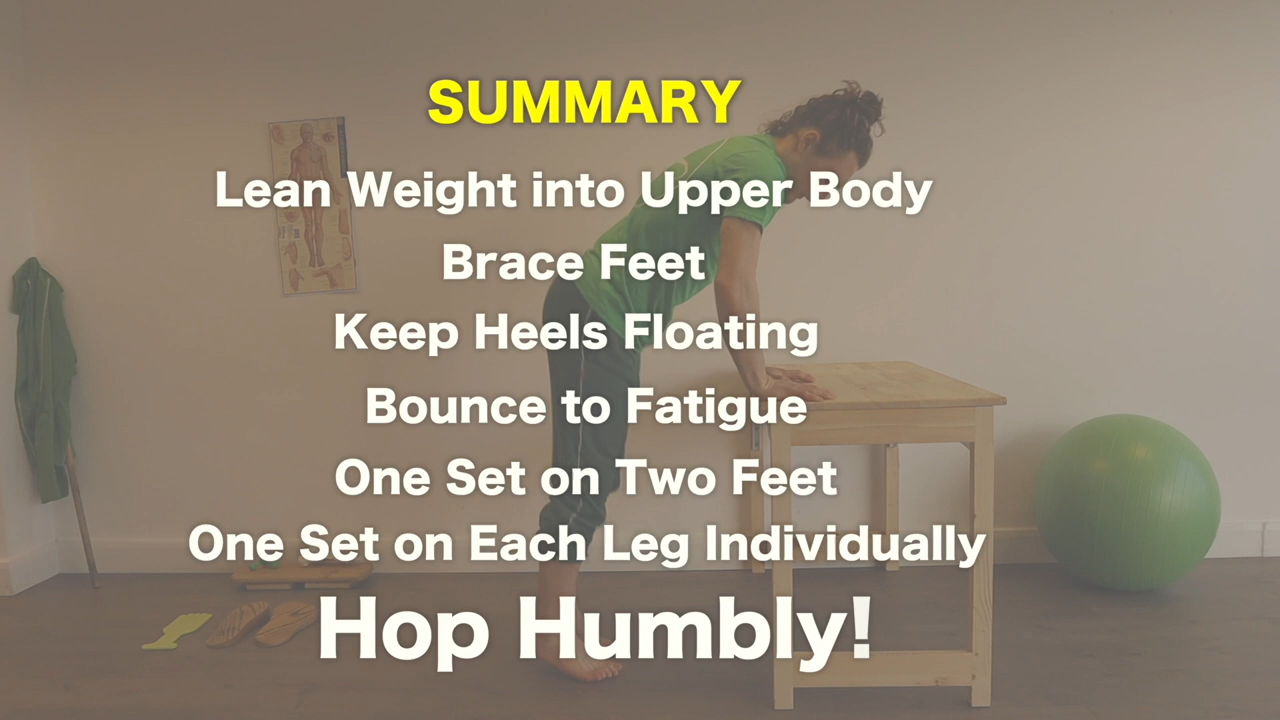 SUMMARY
Lean Weight into Upper Body
Brace Feet
Keep Heels Floating
Bounce to Fatigue
One Set on Two Feet
One Set on Each Leg Individually
Hop Humbly!